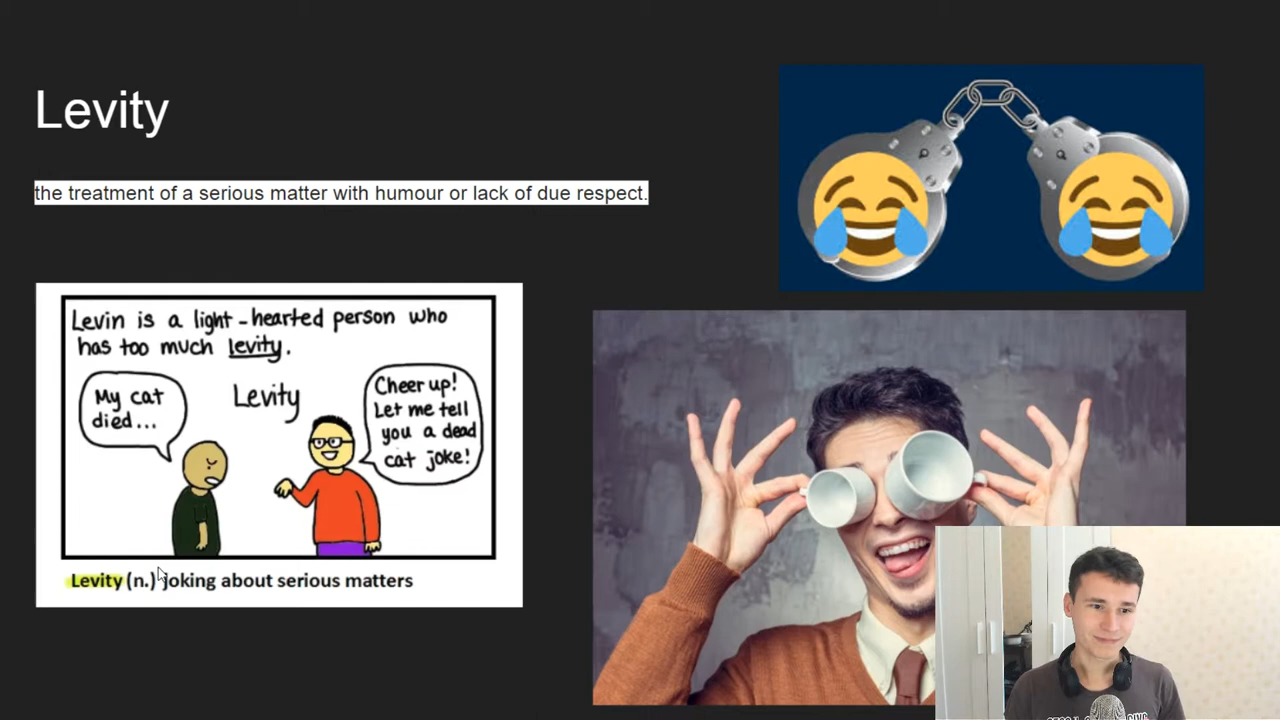 Levity
the treatment of a serious matter with humour or lack of due respect.
Levin is a light-hearted person who
has too much levity.
My cat
died...
Levity
Cheer up!
Let me tell
you a dead
cat joke!
Levity (n.) joking about serious matters